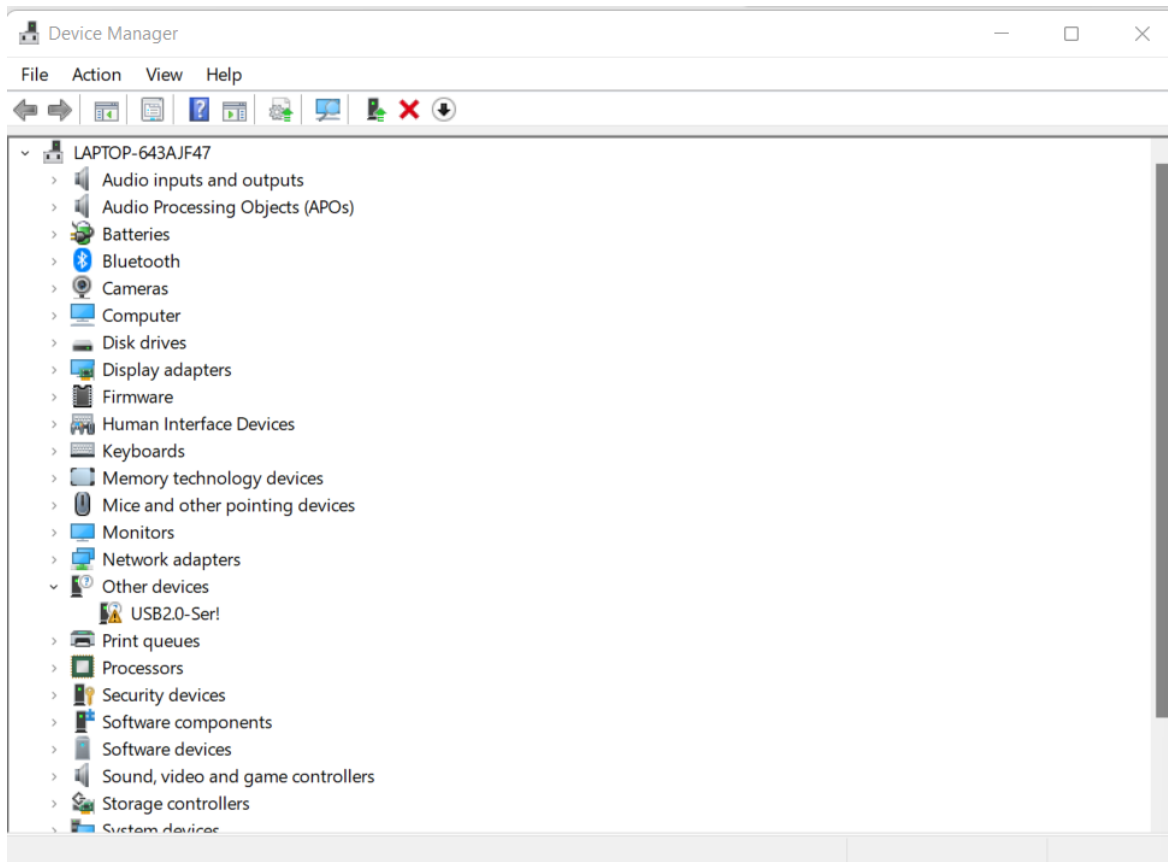 Device Manager
File Action View Help
LAPTOP-643AJF47
Audio inputs and outputs
Audio Processing Objects (APOs)
Batteries
Bluetooth
Cameras
Computer
Disk drives
Display adapters
Firmware
Human Interface Devices
Keyboards
Memory technology devices
Mice and other pointing devices
Monitors
Network adapters
Other devices
USB2.0-Ser!
Print queues
Processors
Security devices
Software components
Software devices
Sound, video and game controllers
Storage controllers
System devices